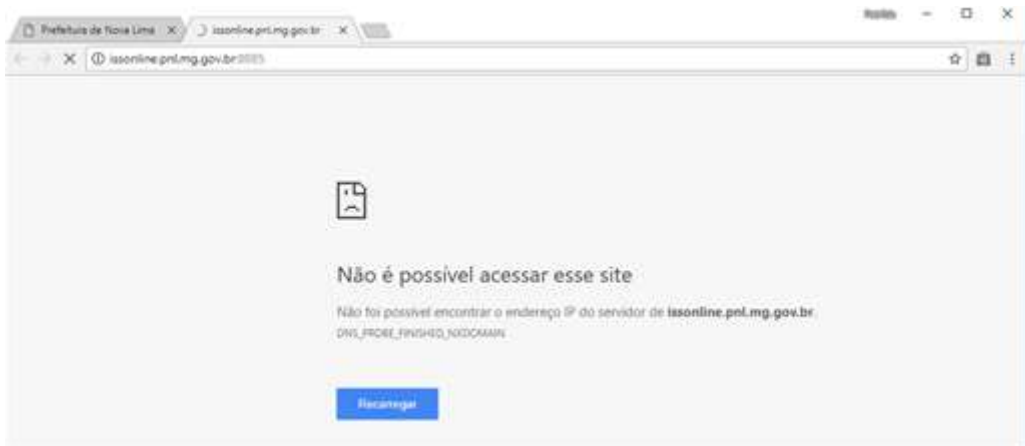 Prefeitura de Nova Lima
issonline.pnl.mg.gov.br
issonline.pnl.mg.gov.br
Não é possível acessar esse site
Não foi possível encontrar o endereço IP do servidor de issonline.pnl.mg.gov.br.
DNS_PROBE_FINISHED_NXDOMAIN
Recarregar